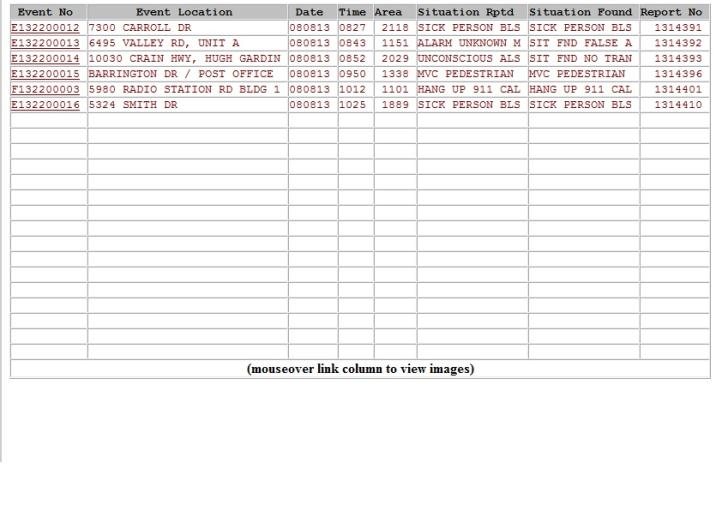 Event No Event Location Date Time Area Situation Rptd Situation Found Report No
E132200012 7300 CARROLL DR 080813 0827 2118 SICK PERSON BLS SICK PERSON BLS 1314391
E132200013 6495 VALLEY RD, UNIT A 080813 0843 1151 ALARM UNKNOWN M SIT FND FALSE A 1314392
E132200014 10030 CRAIN HWY, HUGH GARDIN 080813 0852 2029 UNCONSCIOUS ALS SIT FND NO TRAN 1314393
E132200015 BARRINGTON DR / POST OFFICE 080813 0950 1338 MVC PEDESTRIAN MVC PEDESTRIAN 1314396
F132200003 5980 RADIO STATION RD BLDG 1 080813 1012 1101 HANG UP 911 CAL HANG UP 911 CAL 1314401
E132200016 5324 SMITH DR 080813 1025 1889 SICK PERSON BLS SICK PERSON BLS 1314410
(mouseover link column to view images)